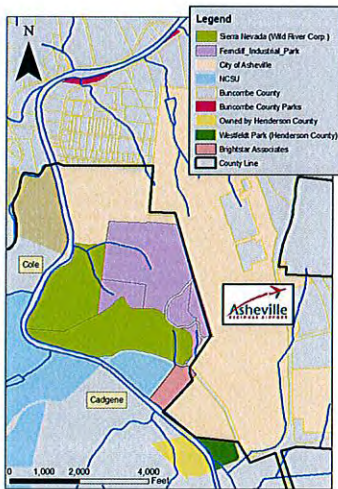 N
Legend
Sierra Nevada (Wild River Corp.)
Ferncliff_Industrial_Park
City of Asheville
NCSU
Buncombe County
Buncombe County Parks
Owned by Henderson County
Westfeldt Park (Henderson County)
Brightstar Associates
County Line
Cole
Asheville
REGIONAL AIRPORT
Cadgene
0 1,000 2,000 4,000
Feet